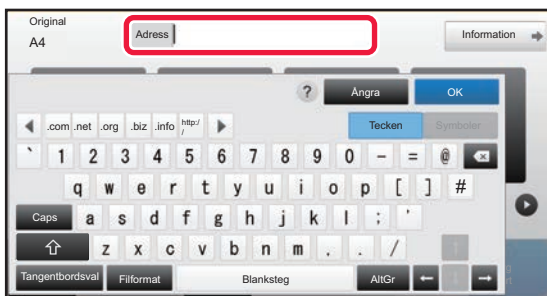 Original
A4
Adress
Information
? Ångra OK
.com .net .org .biz .info http:/
/
Tecken Symboler
` 1 2 3 4 5 6 7 8 9 0 - = @
q w e r t y u i o p [ ] #
Caps a s d f g h j k l ; '
z x c v b n m , . /
Tangentbordsval Filformat Blanksteg AltGr